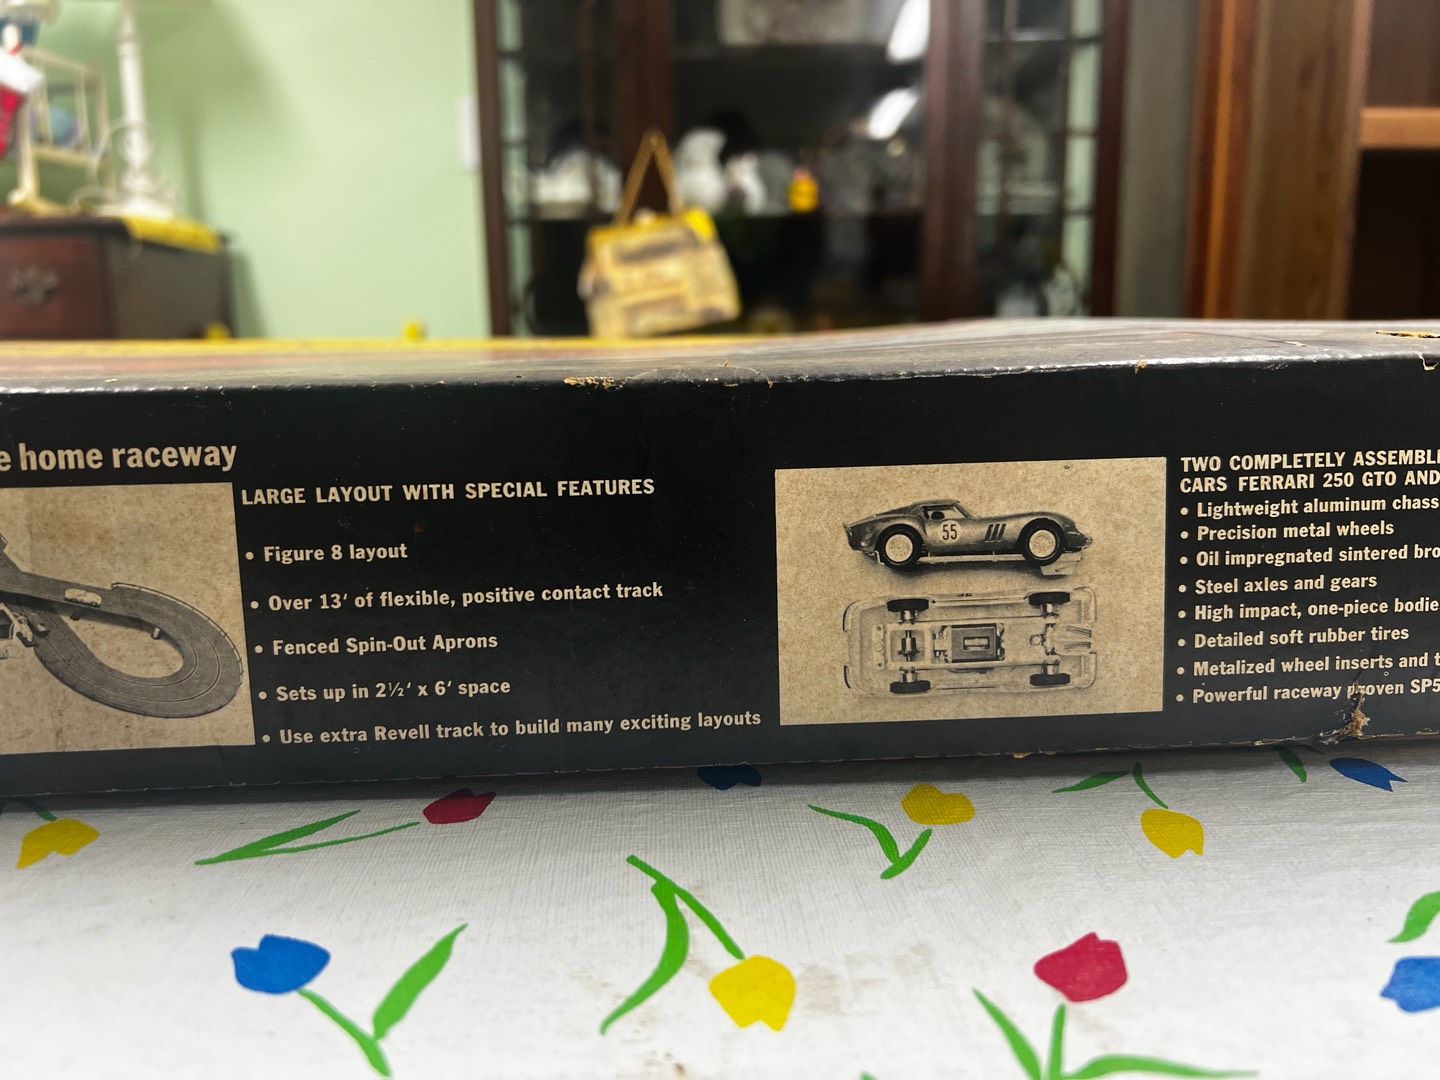 home raceway
LARGE LAYOUT WITH SPECIAL FEATURES
• Figure 8 layout
• Over 13' of flexible, positive contact track
• Fenced Spin-Out Aprons
• Sets up in 2½' x 6' space
• Use extra Revell track to build many exciting layouts
55
TWO COMPLETELY ASSEMBL
CARS FERRARI 250 GTO AND
• Lightweight aluminum chass
• Precision metal wheels
• Oil impregnated sintered bro
• Steel axles and gears
• High impact, one-piece bodie
• Detailed soft rubber tires
• Metalized wheel inserts and t
• Powerful raceway proven SP5